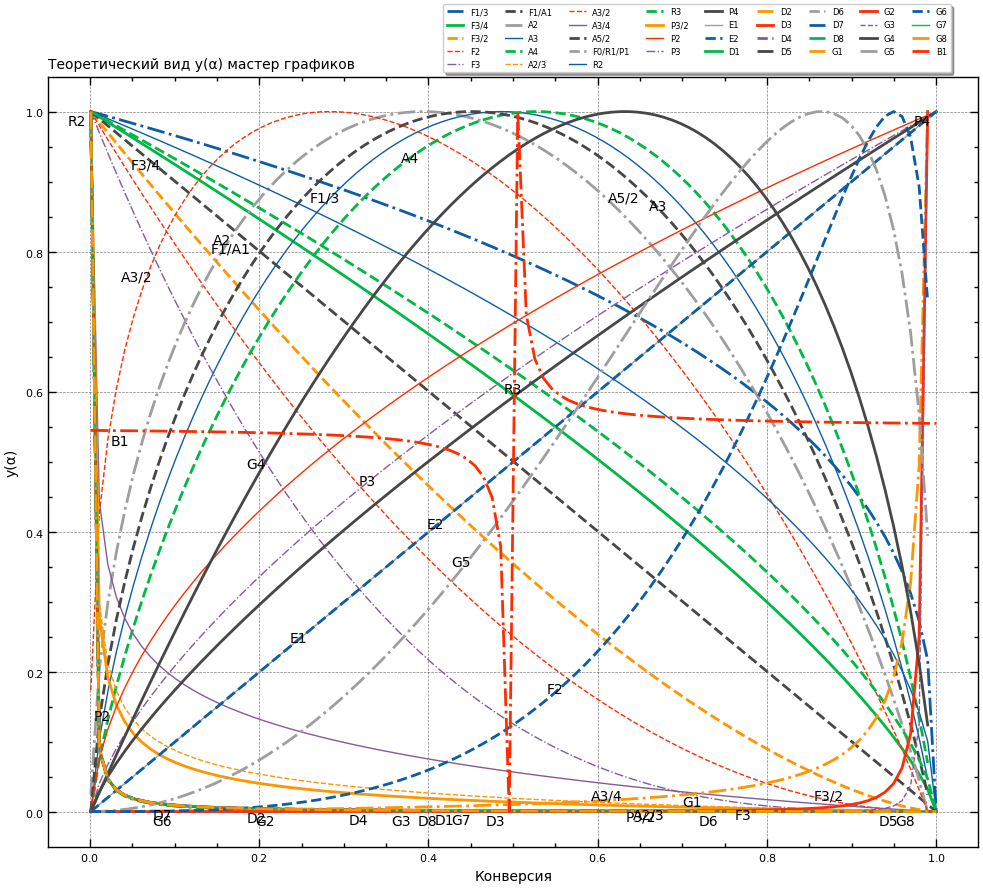 F1/3 F1/A1 A3/2 R3 P4 D2 D6 G2 G6
F3/4 A2 A3/4 P3/2 E1 D3 D7 G3 G7
F3/2 A3 A5/2 P2 E2 D4 D8 G4 G8
F2 A4 F0/R1/P1 P3 D1 D5 G1 G5 B1
F3 A2/3 R2
Теоретический вид y(α) мастер графиков
R2 P4
F3/4
A4
F1/3
A5/2
A3
A2
F1/A1
A3/2
R3
B1
G4
P3
E2
G5
E1
F2
P2
A3/4
G1
F3/2
F3
D7
G6
D2
G2
D4
G3
D8
D1
G7
D3
P3/2
A2/3
D6
D5
G8
y(α)
1.0
0.8
0.6
0.4
0.2
0.0
0.0 0.2 0.4 0.6 0.8 1.0
Конверсия